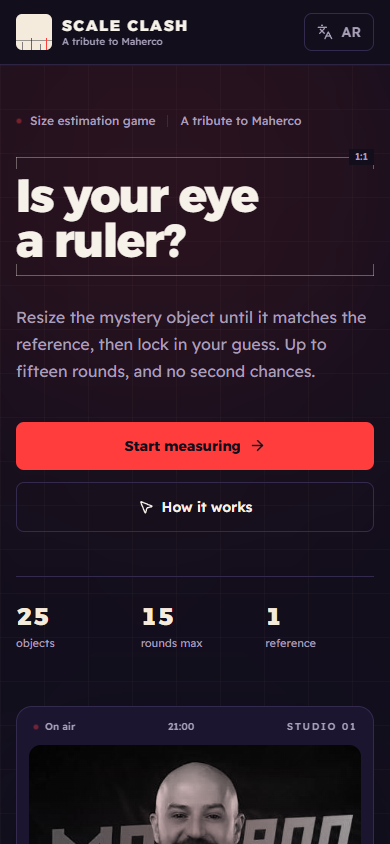 SCALE CLASH
A tribute to Maherco
AR
Size estimation game
A tribute to Maherco
1:1
Is your eye
a ruler?
Resize the mystery object until it matches the
reference, then lock in your guess. Up to
fifteen rounds, and no second chances.
Start measuring
How it works
25
objects
15
rounds max
1
reference
On air
21:00
STUDIO 01